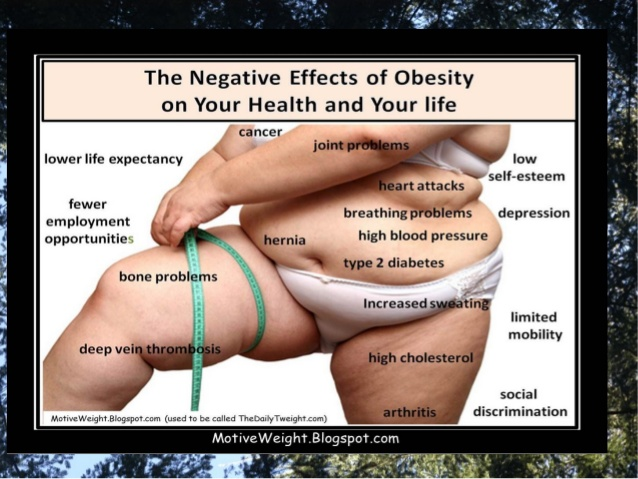 The Negative Effects of Obesity
on Your Health and Your life
cancer
joint problems
lower life expectancy
low
self-esteem
heart attacks
fewer
employment
opportunities
breathing problems
depression
hernia
high blood pressure
type 2 diabetes
bone problems
Increased sweating
limited
mobility
deep vein thrombosis
high cholesterol
social
discrimination
arthritis
MotiveWeight.Blogspot.com (used to be called TheDailyTweight.com)
MotiveWeight.Blogspot.com